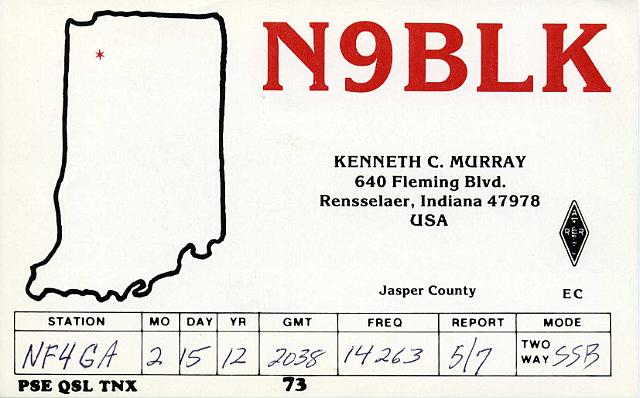 N9BLK
KENNETH C. MURRAY
640 Fleming Blvd.
Rensselaer, Indiana 47978
USA
Jasper County
EC
STATION MO DAY YR GMT FREQ REPORT MODE
NF4GA 2 15 12 2038 14263 5/7 TWO WAY SSB
PSE QSL TNX 73